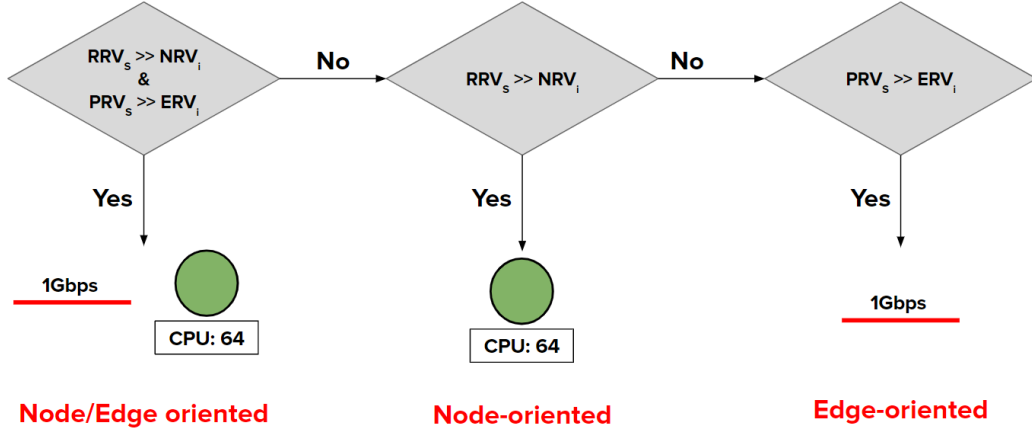 RRVₛ >> NRVᵢ
&
PRVₛ >> ERVᵢ
No
RRVₛ >> NRVᵢ
No
PRVₛ >> ERVᵢ
Yes
Yes
Yes
1Gbps
CPU: 64
CPU: 64
1Gbps
Node/Edge oriented
Node-oriented
Edge-oriented